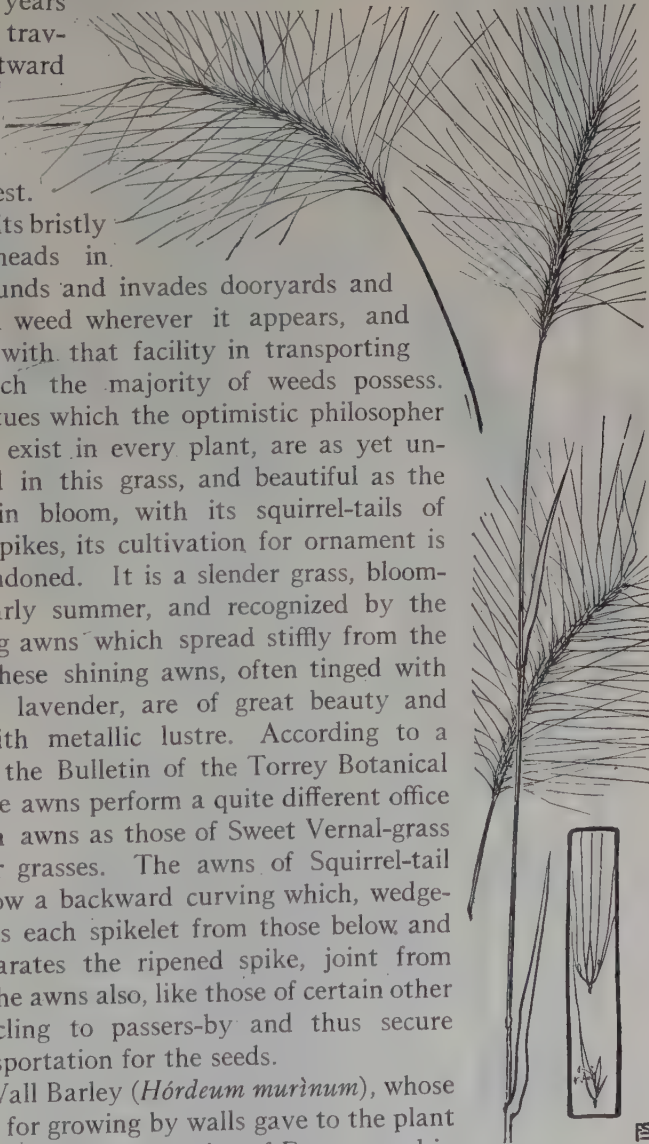 years
trav-
tward
est.
its bristly
heads in
unds and invades dooryards and
weed wherever it appears, and
with that facility in transporting
ch the majority of weeds possess.
tues which the optimistic philosopher
exist in every plant, are as yet un-
l in this grass, and beautiful as the
in bloom, with its squirrel-tails of
pikes, its cultivation for ornament is
ndoned. It is a slender grass, bloom-
arly summer, and recognized by the
g awns which spread stiffly from the
hese shining awns, often tinged with
lavender, are of great beauty and
ith metallic lustre. According to a
the Bulletin of the Torrey Botanical
e awns perform a quite different office
awns as those of Sweet Vernal-grass
r grasses. The awns of Squirrel-tail
ow a backward curving which, wedge-
s each spikelet from those below and
arates the ripened spike, joint from
he awns also, like those of certain other
cling to passers-by and thus secure
sportation for the seeds.
Wall Barley (Hórdeum murìnum), whose
for growing by walls gave to the plant